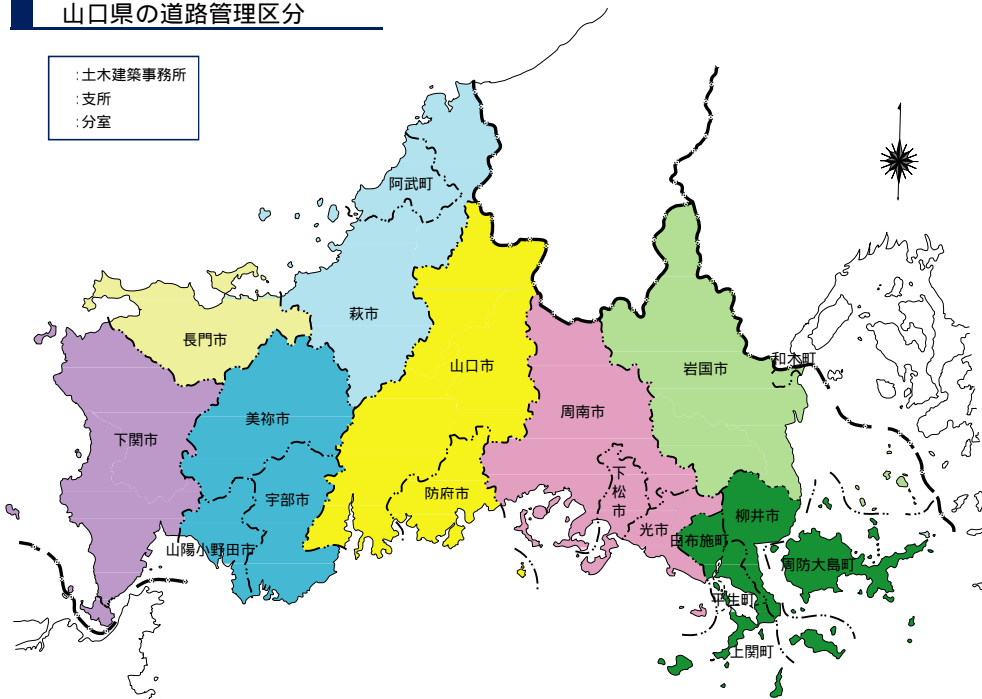 山口県の道路管理区分
:土木建築事務所
:支所
:分室
阿武町
萩市
長門市
山口市
和木町
岩国市
周南市
美祢市
下関市
下松市
防府市
宇部市
柳井市
光市
田布施町
山陽小野田市
周防大島町
平生町
上関町